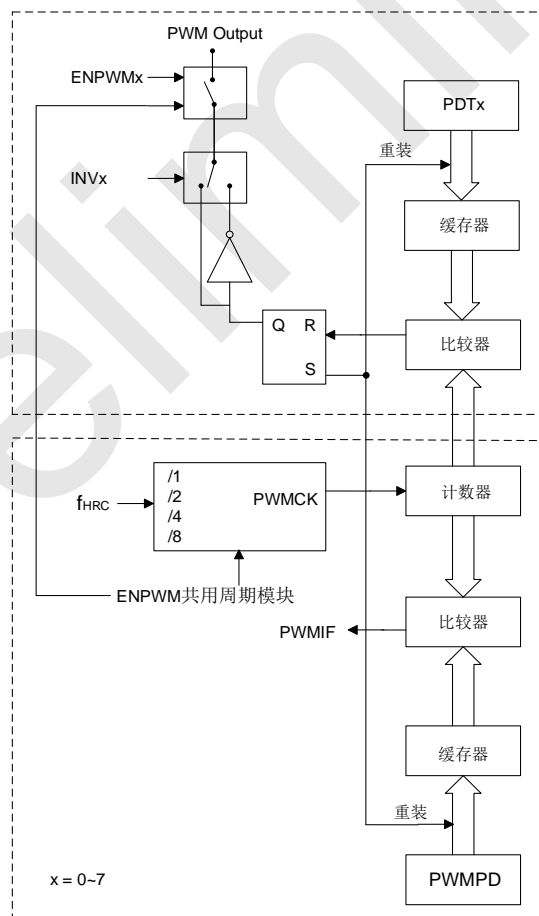 PWM Output
ENPWMx
INVx
PDTx
重装
缓存器
Q R
S
比较器
fHRC
/1
/2
/4
/8
PWMCK
计数器
ENPWM共用周期模块
PWMIF
比较器
缓存器
重装
PWMPD
x = 0~7